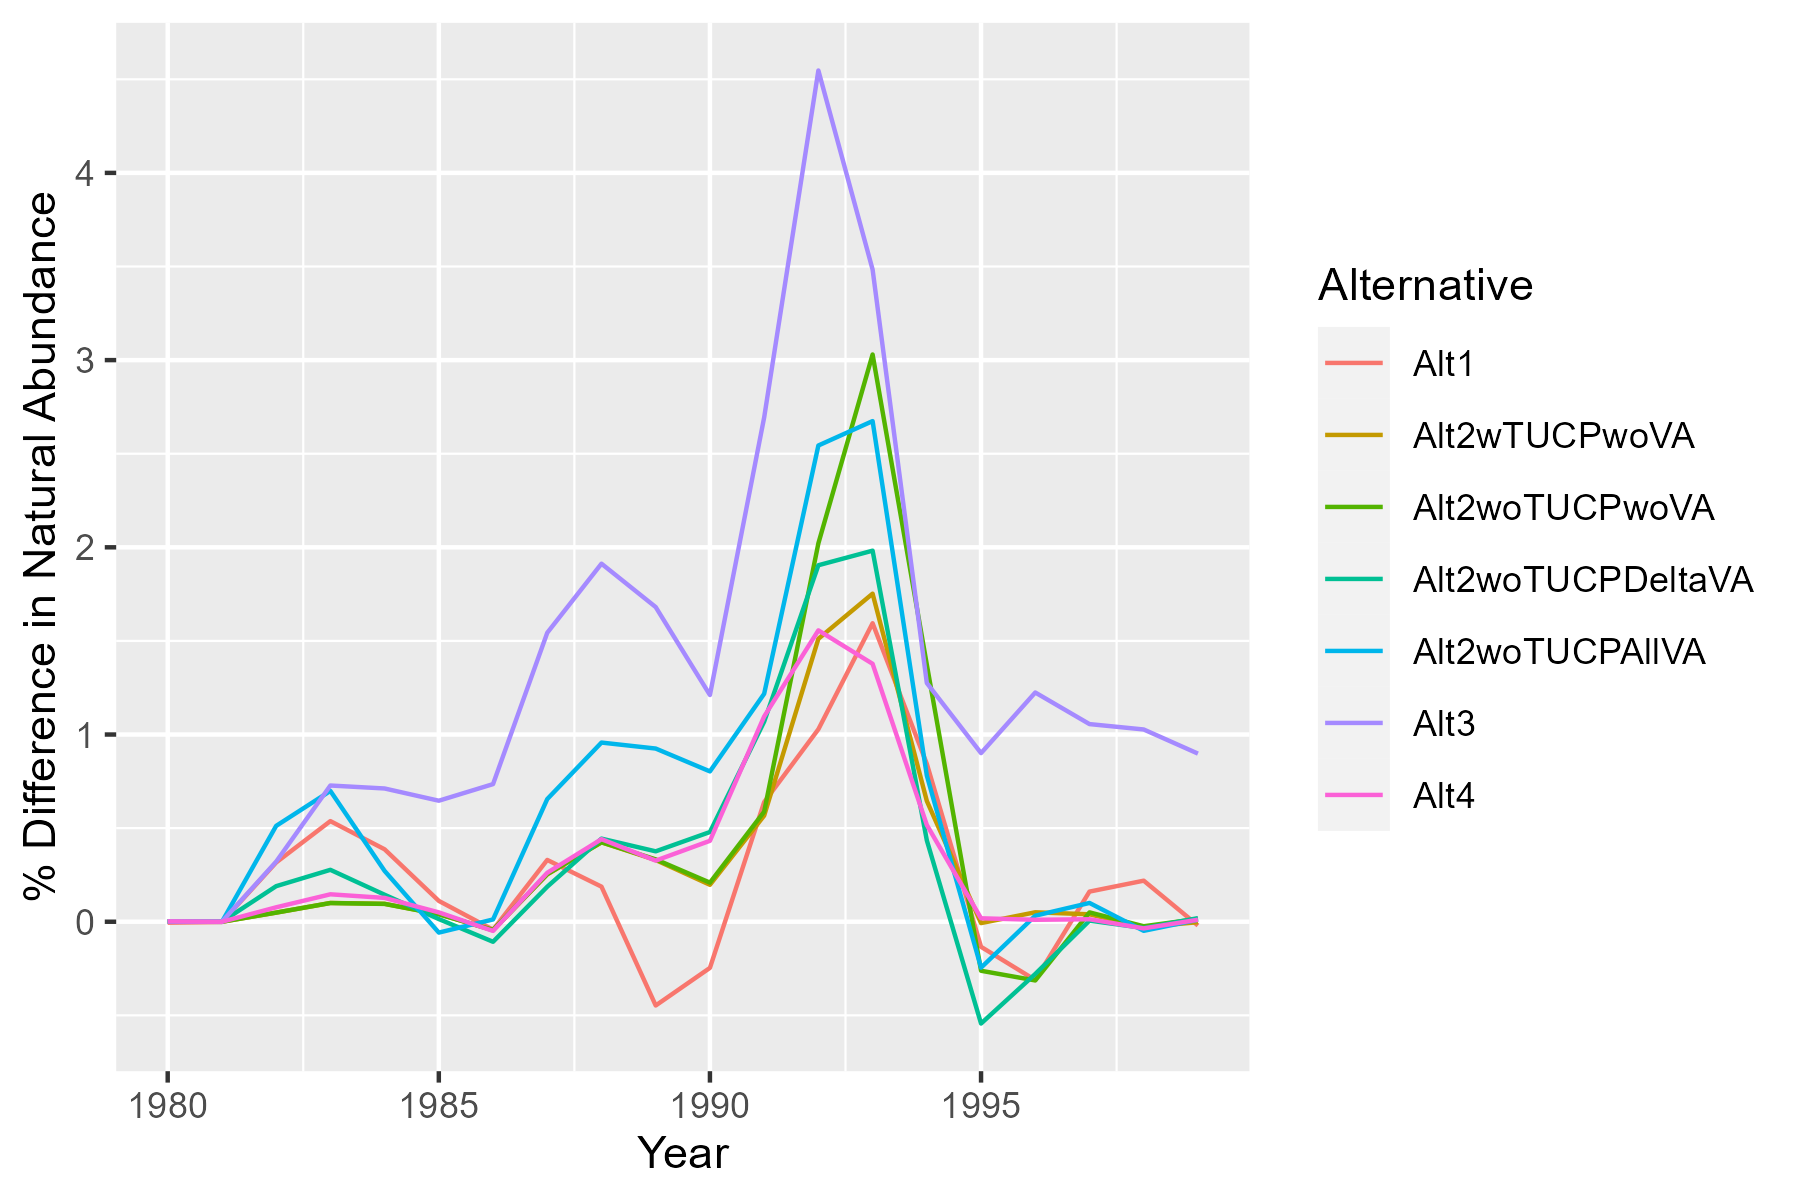 % Difference in Natural Abundance
4
3
2
1
0
1980
1985
1990
1995
Year
Alternative
Alt1
Alt2wTUCPwoVA
Alt2woTUCPwoVA
Alt2woTUCPDeltaVA
Alt2woTUCPAllVA
Alt3
Alt4